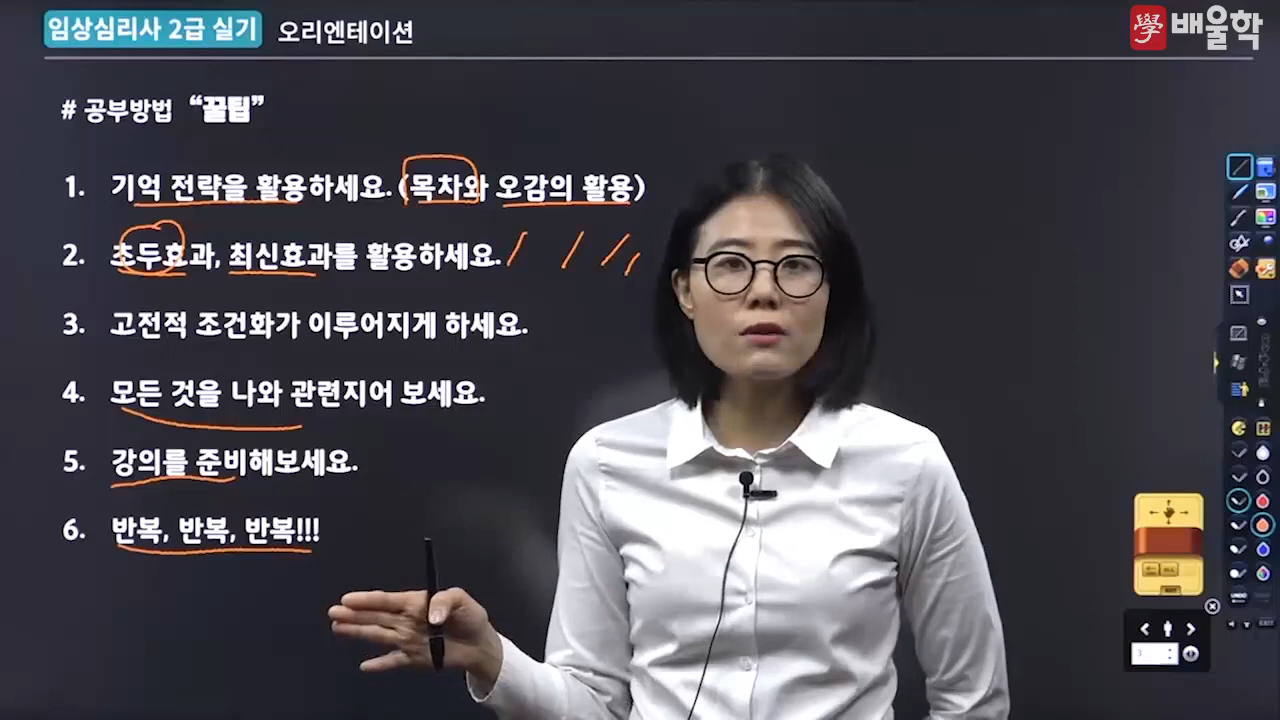 임상심리사 2급 실기 오리엔테이션
學 배울학
# 공부방법 “꿀팁”
1. 기억 전략을 활용하세요. (목차와 오감의 활용)
2. 초두효과, 최신효과를 활용하세요.
3. 고전적 조건화가 이루어지게 하세요.
4. 모든 것을 나와 관련지어 보세요.
5. 강의를 준비해보세요.
6. 반복, 반복, 반복!!!
UNDO
EXIT
ALL
3